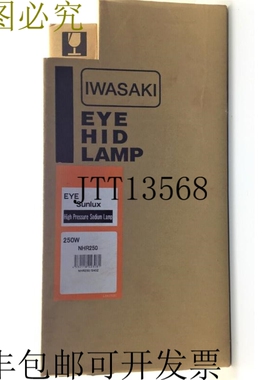 图必究
IWASAKI
EYE
HID
LAMP
JTT13568
EYE
Sunlux
High Pressure Sodium Lamp
250W
NHR250
丰包邮可开发票